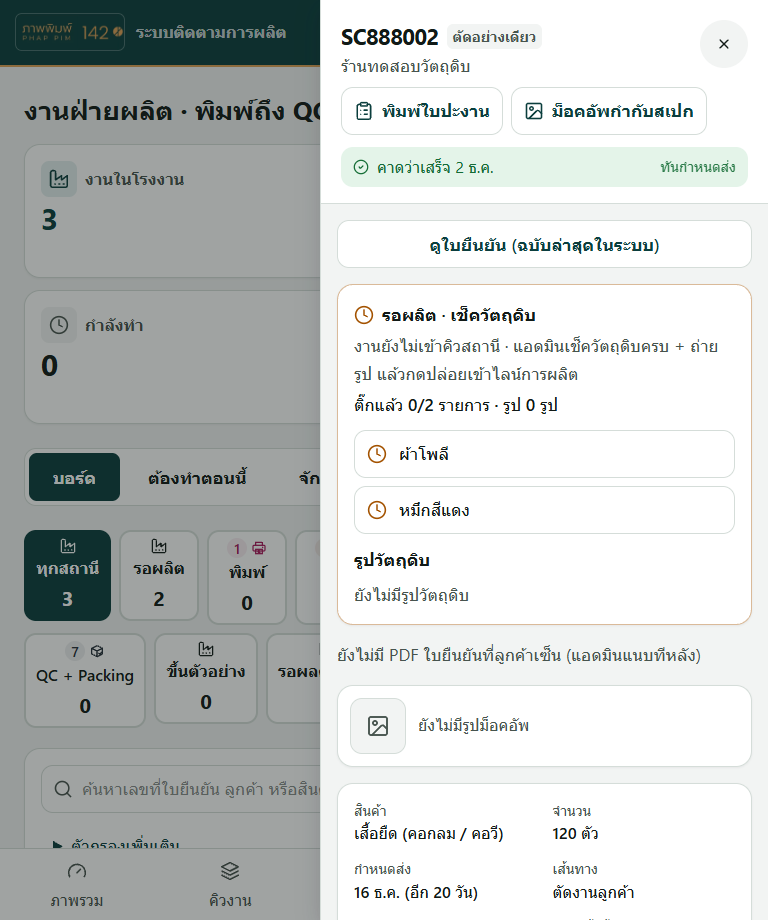 ภาพพิมพ์
PHAP PIM
142
ระบบติดตามการผลิต
งานฝ่ายผลิต · พิมพ์ถึง QC
งานในโรงงาน
3
กำลังทำ
0
บอร์ด
ต้องทำตอนนี้
จัก
ทุกสถานี
3
รอผลิต
2
1
พิมพ์
0
7
QC + Packing
0
ขึ้นตัวอย่าง
0
รอผล
ค้นหาเลขที่ใบยืนยัน ลูกค้า หรือสิน
ตัวกรองเพิ่มเติม
ภาพรวม
คิวงาน
SC888002
ตัดอย่างเดียว
ร้านทดสอบวัตถุดิบ
พิมพ์ใบปะงาน
ม็อคอัพกำกับสเปก
คาดว่าเสร็จ 2 ธ.ค.
ทันกำหนดส่ง
ดูใบยืนยัน (ฉบับล่าสุดในระบบ)
รอผลิต · เช็ควัตถุดิบ
งานยังไม่เข้าคิวสถานี · แอดมินเช็ควัตถุดิบครบ + ถ่าย
รูป แล้วกดปล่อยเข้าไลน์การผลิต
ติ๊กแล้ว 0/2 รายการ · รูป 0 รูป
ผ้าโพลี
หมึกสีแดง
รูปวัตถุดิบ
ยังไม่มีรูปวัตถุดิบ
ยังไม่มี PDF ใบยืนยันที่ลูกค้าเซ็น (แอดมินแนบทีหลัง)
ยังไม่มีรูปม็อคอัพ
สินค้า
เสื้อยืด (คอกลม / คอวี)
จำนวน
120 ตัว
กำหนดส่ง
16 ธ.ค. (อีก 20 วัน)
เส้นทาง
ตัดงานลูกค้า